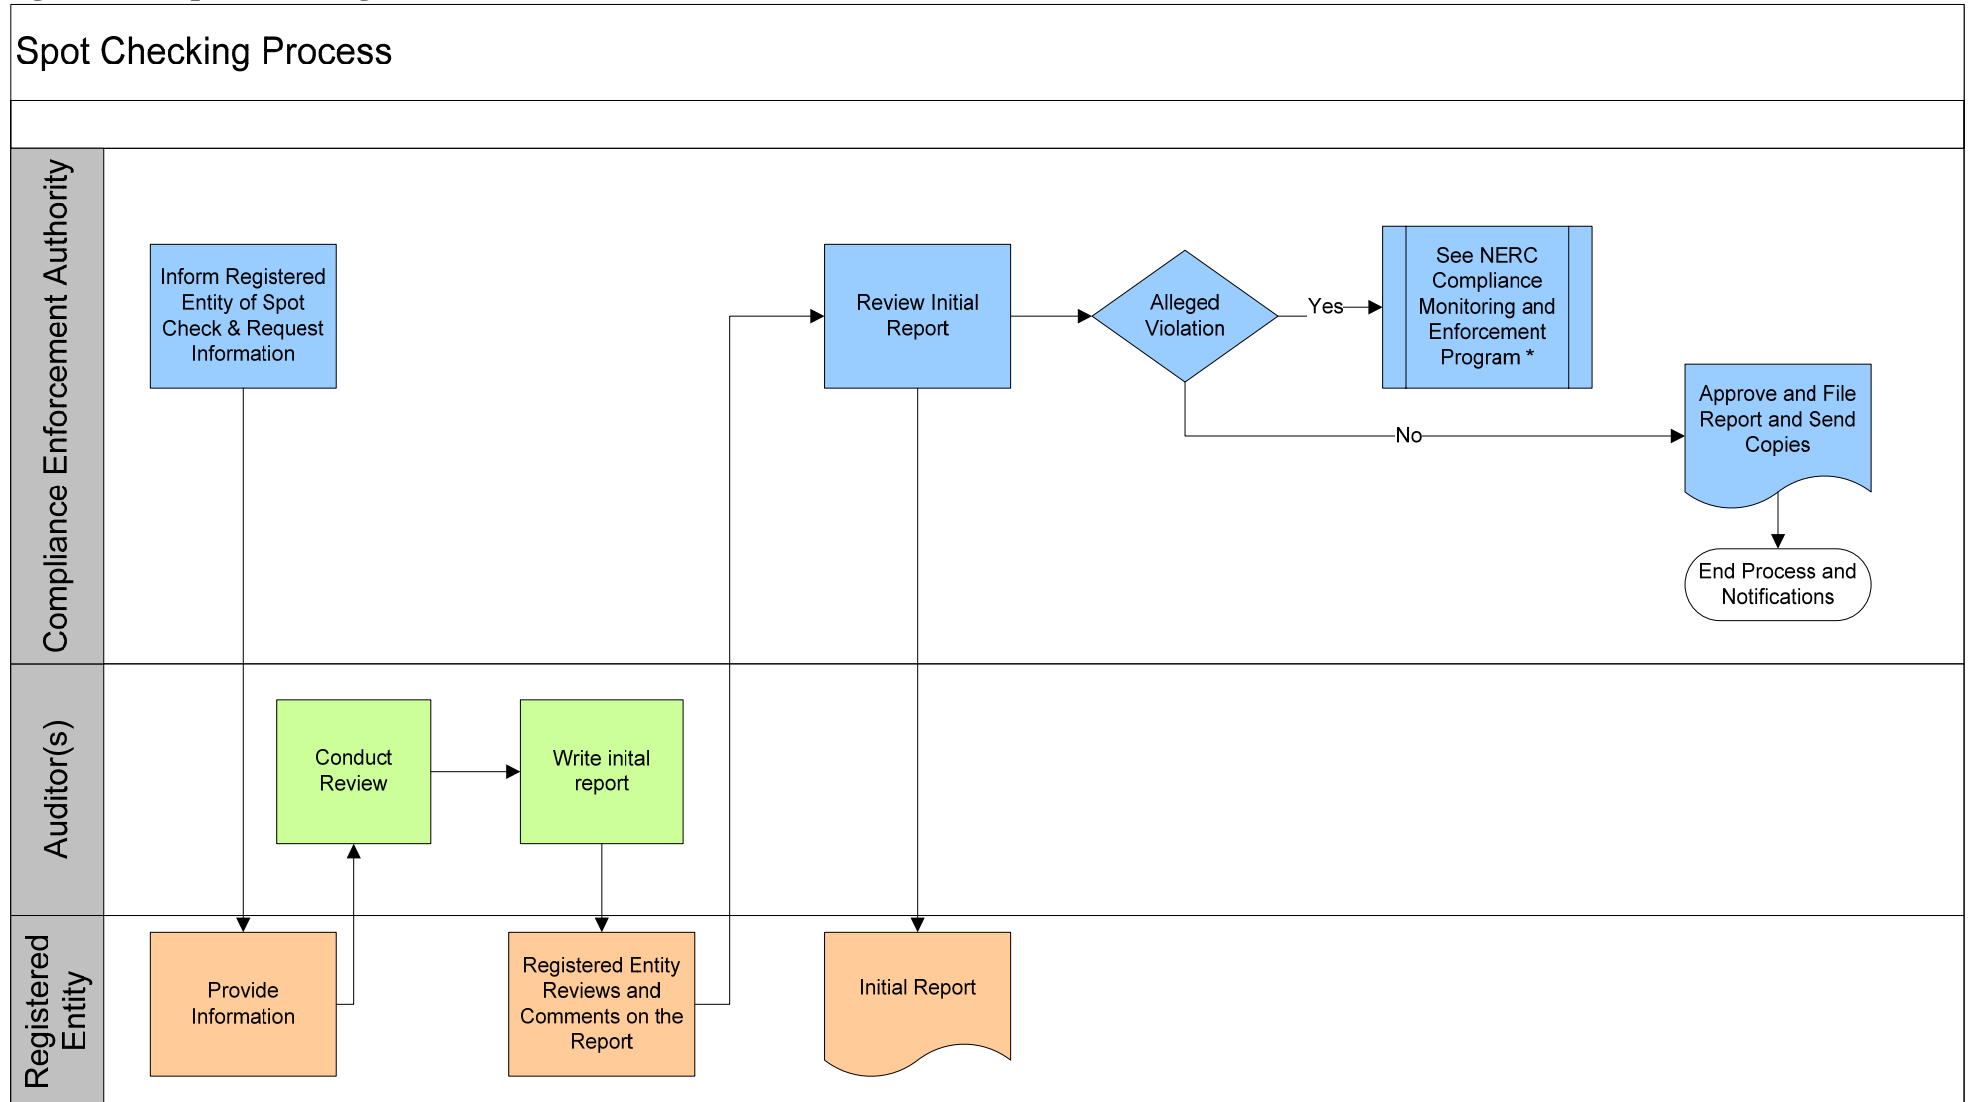 Spot Checking Process
Compliance Enforcement Authority
Inform Registered
Entity of Spot
Check & Request
Information
Review Initial
Report
Alleged
Violation
Yes
See NERC
Compliance
Monitoring and
Enforcement
Program *
No
Approve and File
Report and Send
Copies
End Process and
Notifications
Auditor(s)
Conduct
Review
Write inital
report
Registered
Entity
Provide
Information
Registered Entity
Reviews and
Comments on the
Report
Initial Report